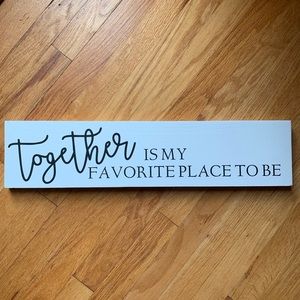 together IS MY
FAVORITE PLACE TO BE